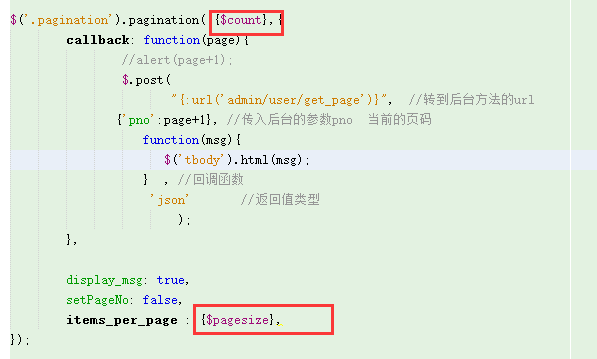 $('.pagination').pagination( {$count},{
callback: function(page){
//alert(page+1);
$.post(
"{:url('admin/user/get_page')}", //转到后台方法的url
{'pno':page+1}, //传入后台的参数pno 当前的页码
function(msg){
$('tbody').html(msg);
} , //回调函数
'json' //返回值类型
);
},
display_msg: true,
setPageNo: false,
items_per_page : {$pagesize},
});